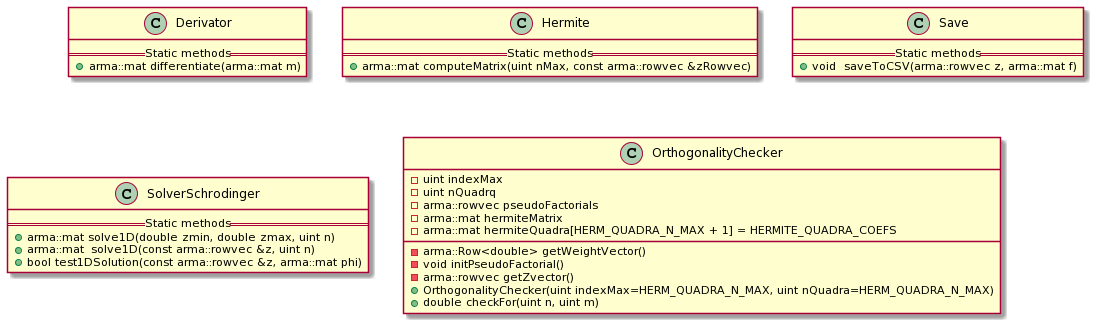 C Derivator
Static methods
arma::mat differentiate(arma::mat m)
C Hermite
Static methods
arma::mat computeMatrix(uint nMax, const arma::rowvec &zRowvec)
C Save
Static methods
void  saveToCSV(arma::rowvec z, arma::mat f)
C SolverSchrodinger
Static methods
arma::mat solve1D(double zmin, double zmax, uint n)
arma::mat  solve1D(const arma::rowvec &z, uint n)
bool test1DSolution(const arma::rowvec &z, arma::mat phi)
C OrthogonalityChecker
uint indexMax
uint nQuadrq
arma::rowvec pseudoFactorials
arma::mat hermiteMatrix
arma::mat hermiteQuadra[HERM_QUADRA_N_MAX + 1] = HERMITE_QUADRA_COEFS
arma::Row<double> getWeightVector()
void initPseudoFactorial()
arma::rowvec getZvector()
OrthogonalityChecker(uint indexMax=HERM_QUADRA_N_MAX, uint nQuadra=HERM_QUADRA_N_MAX)
double checkFor(uint n, uint m)